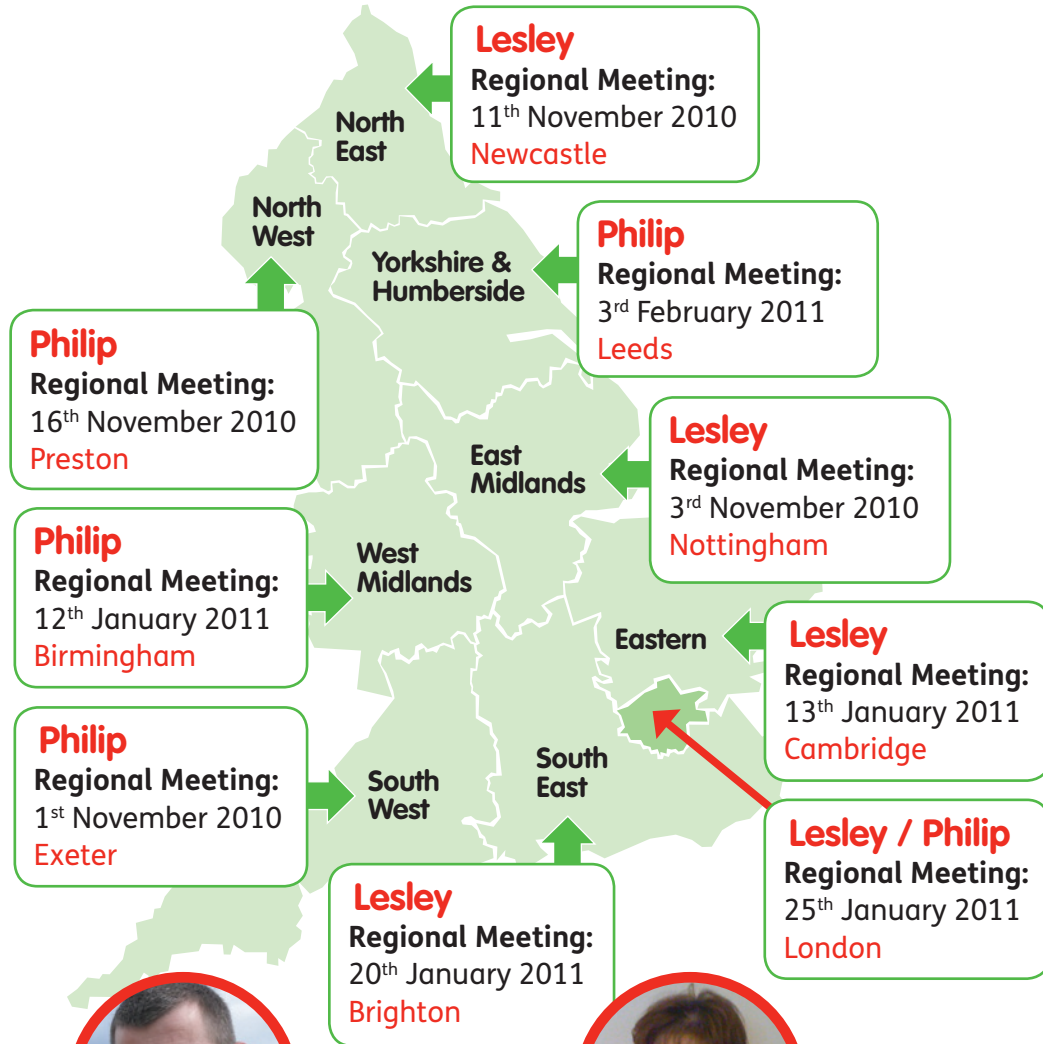 Lesley
Regional Meeting:
11th November 2010
Newcastle
North
East
North
West
Philip
Regional Meeting:
3rd February 2011
Leeds
Yorkshire &
Humberside
Philip
Regional Meeting:
16th November 2010
Preston
Lesley
Regional Meeting:
3rd November 2010
Nottingham
East
Midlands
Philip
Regional Meeting:
12th January 2011
Birmingham
West
Midlands
Eastern
Lesley
Regional Meeting:
13th January 2011
Cambridge
Philip
Regional Meeting:
1st November 2010
Exeter
South
West
South
East
Lesley / Philip
Regional Meeting:
25th January 2011
London
Lesley
Regional Meeting:
20th January 2011
Brighton